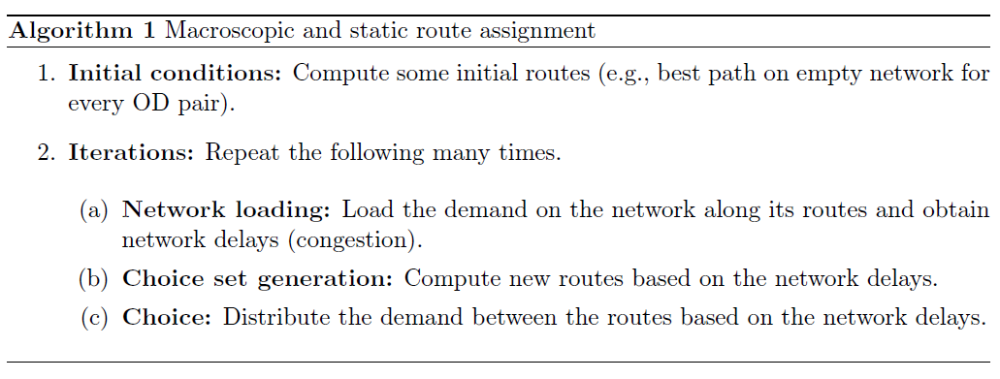 Algorithm 1 Macroscopic and static route assignment
1. Initial conditions: Compute some initial routes (e.g., best path on empty network for
every OD pair).
2. Iterations: Repeat the following many times.
(a) Network loading: Load the demand on the network along its routes and obtain
network delays (congestion).
(b) Choice set generation: Compute new routes based on the network delays.
(c) Choice: Distribute the demand between the routes based on the network delays.